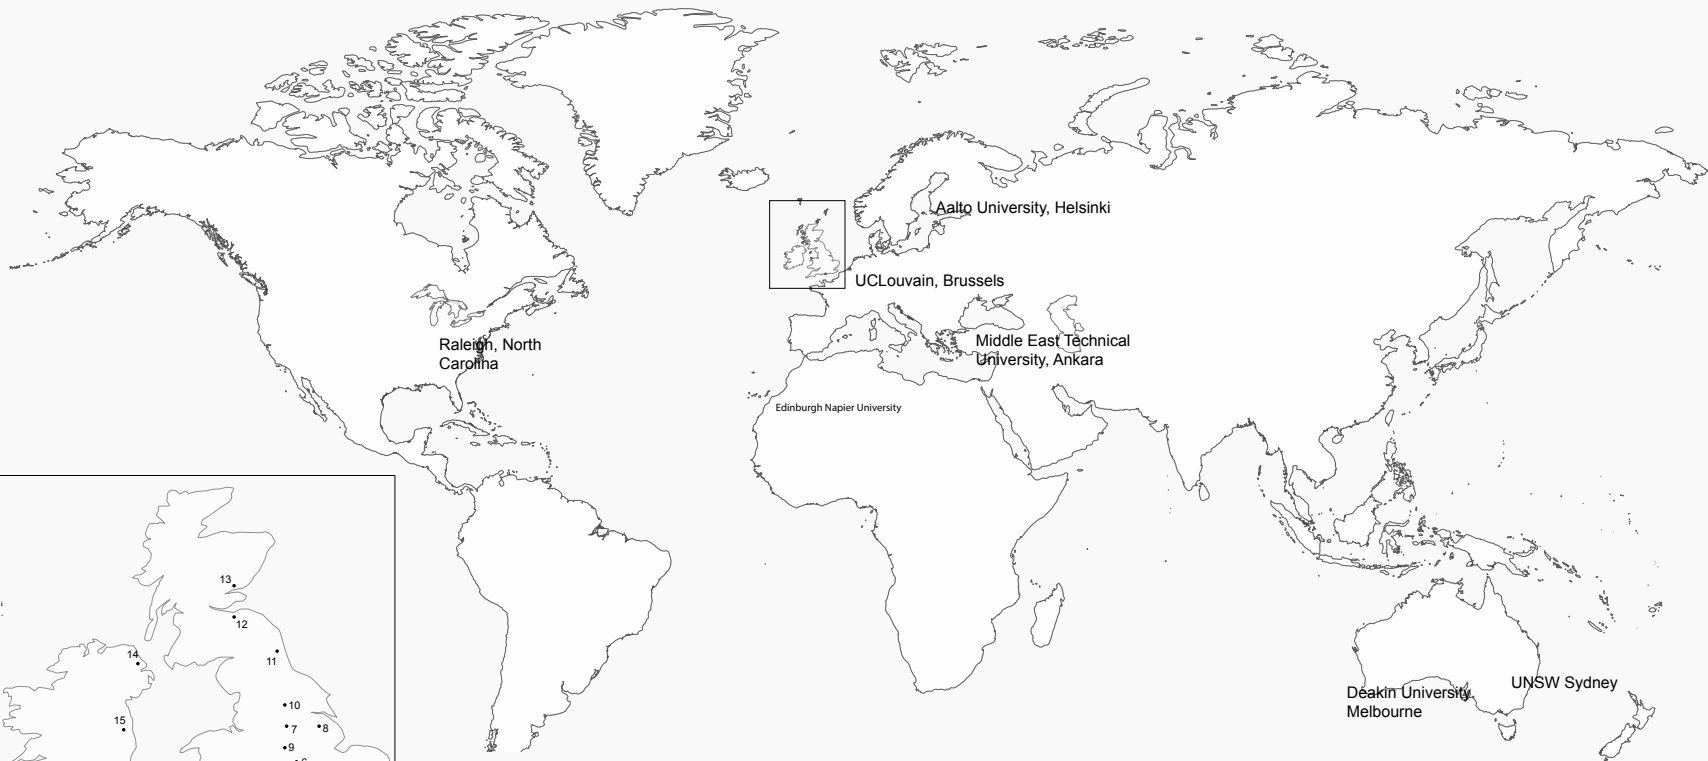 Aalto University, Helsinki
UCLouvain, Brussels
Raleigh, North
Carolina
Middle East Technical
University, Ankara
Edinburgh Napier University
13
12
14
11
10
15
7
8
9
UNSW Sydney
Deakin University,
Melbourne